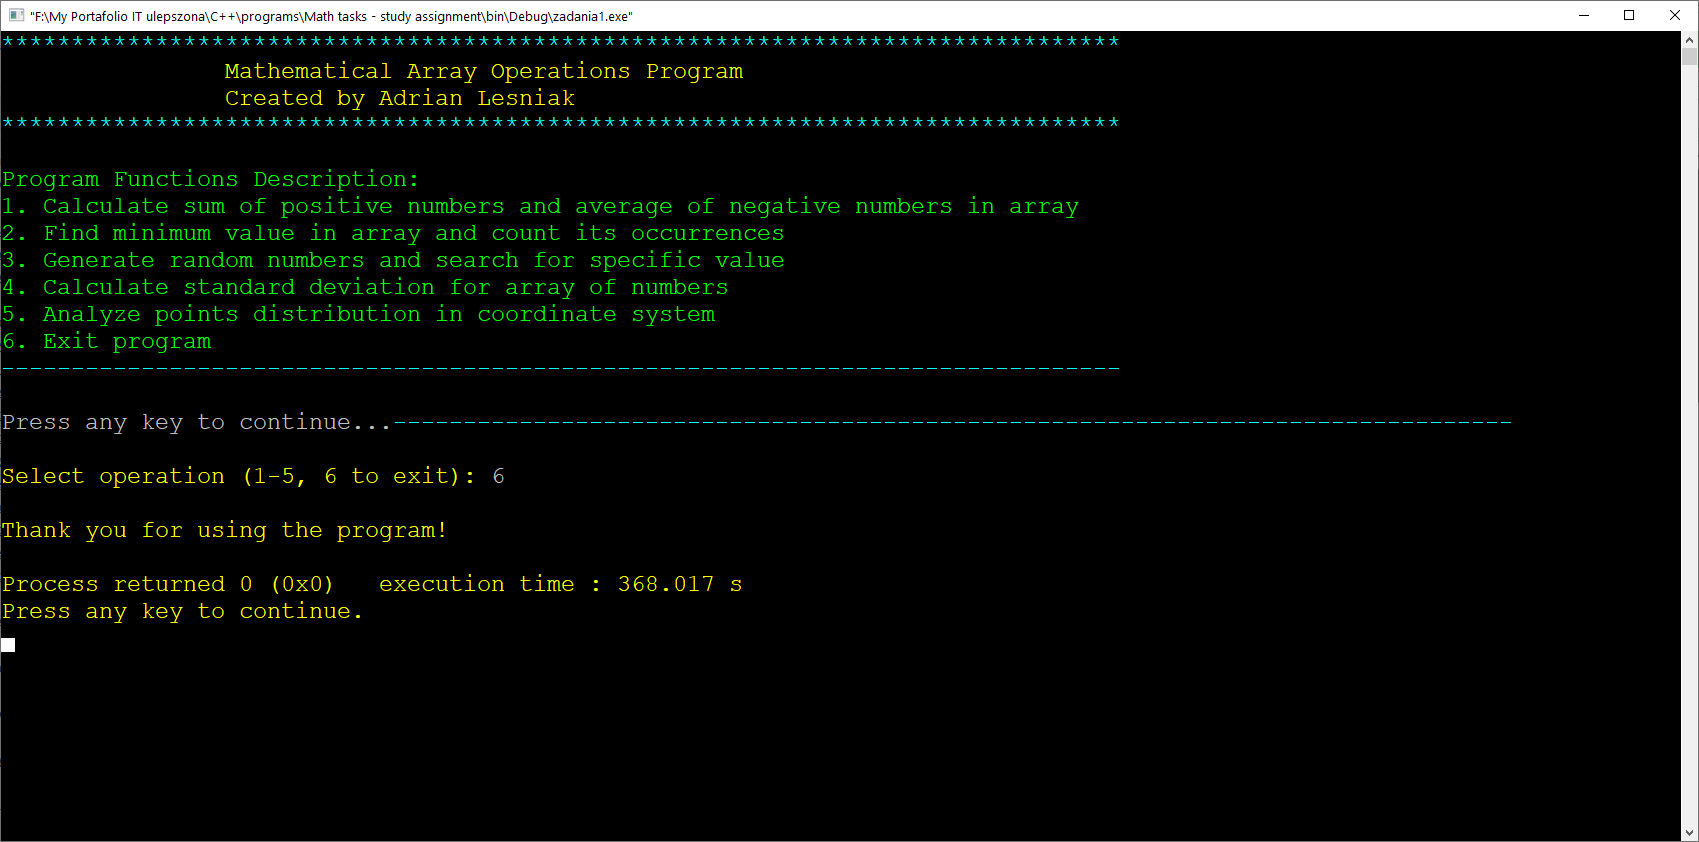 "F:\My Portafolio IT ulepszona\C++\programs\Math tasks - study assignment\bin\Debug\zadania1.exe"
********************************************************************************
Mathematical Array Operations Program
Created by Adrian Lesniak
********************************************************************************
Program Functions Description:
1. Calculate sum of positive numbers and average of negative numbers in array
2. Find minimum value in array and count its occurrences
3. Generate random numbers and search for specific value
4. Calculate standard deviation for array of numbers
5. Analyze points distribution in coordinate system
6. Exit program
--------------------------------------------------------------------------------
Press any key to continue...--------------------------------------------------------------------------------
Select operation (1-5, 6 to exit): 6
Thank you for using the program!
Process returned 0 (0x0)   execution time : 368.017 s
Press any key to continue.